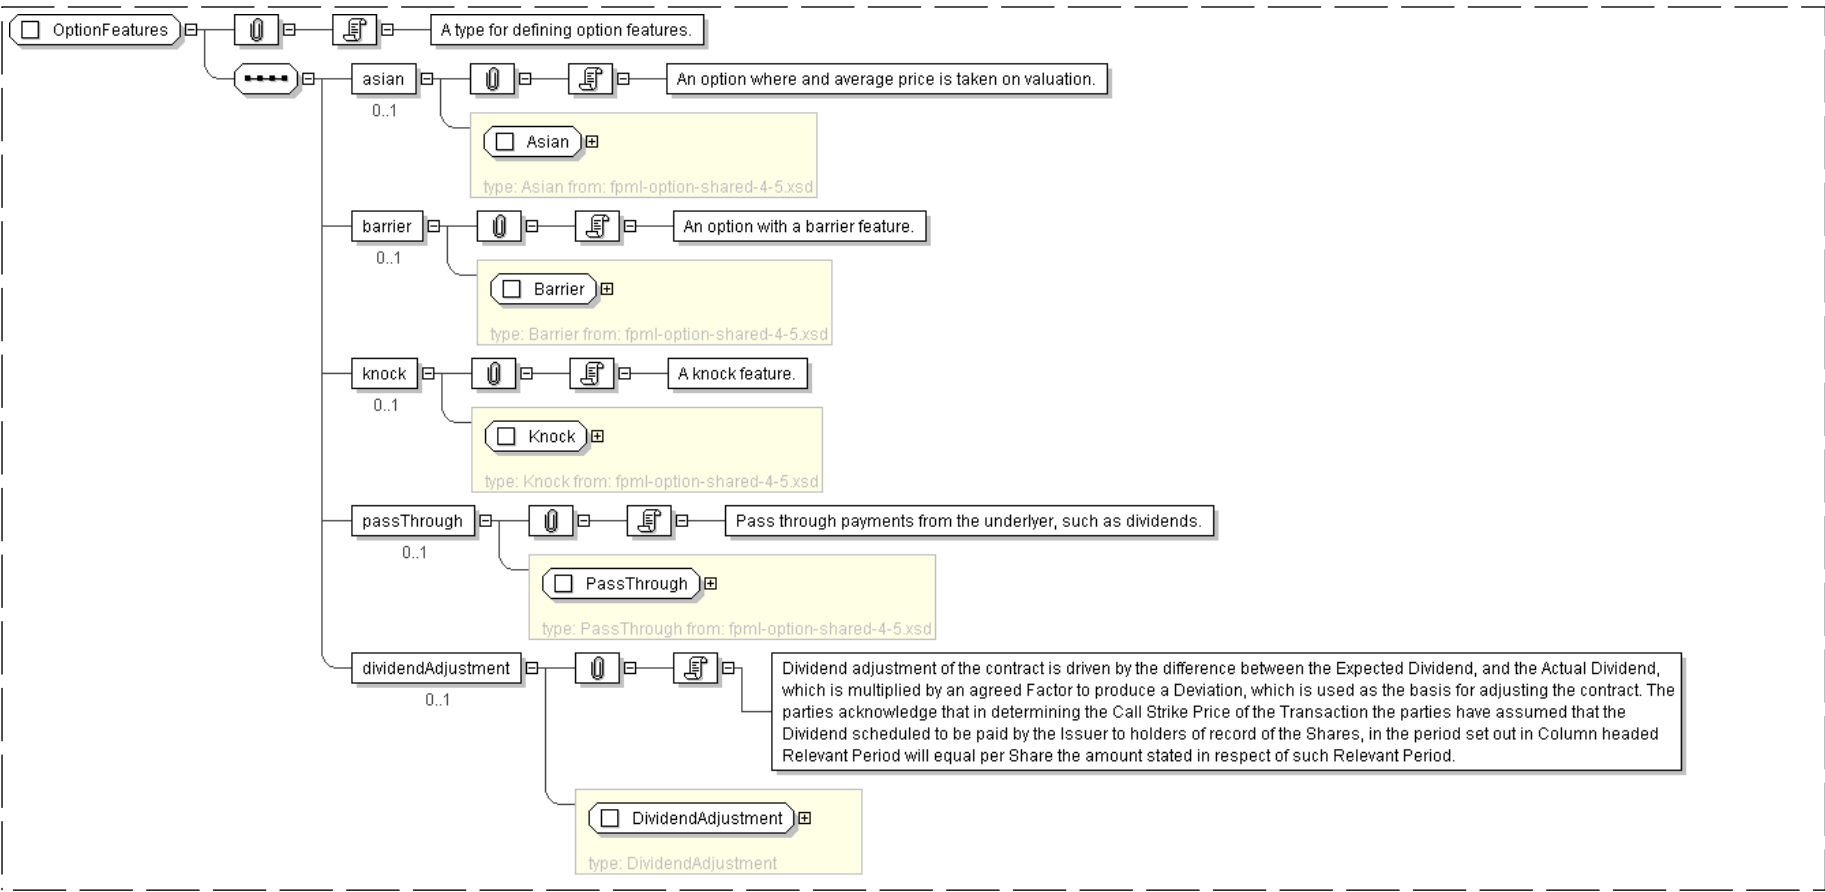 OptionFeatures
A type for defining option features.
asian
An option where and average price is taken on valuation.
0..1
Asian
type: Asian from: fpml-option-shared-4-5.xsd
barrier
An option with a barrier feature.
0..1
Barrier
type: Barrier from: fpml-option-shared-4-5.xsd
knock
A knock feature.
0..1
Knock
type: Knock from: fpml-option-shared-4-5.xsd
passThrough
Pass through payments from the underlyer, such as dividends.
0..1
PassThrough
type: PassThrough from: fpml-option-shared-4-5.xsd
dividendAdjustment
0..1
Dividend adjustment of the contract is driven by the difference between the Expected Dividend, and the Actual Dividend,
which is multiplied by an agreed Factor to produce a Deviation, which is used as the basis for adjusting the contract. The
parties acknowledge that in determining the Call Strike Price of the Transaction the parties have assumed that the
Dividend scheduled to be paid by the Issuer to holders of record of the Shares, in the period set out in Column headed
Relevant Period will equal per Share the amount stated in respect of such Relevant Period.
DividendAdjustment
type: DividendAdjustment